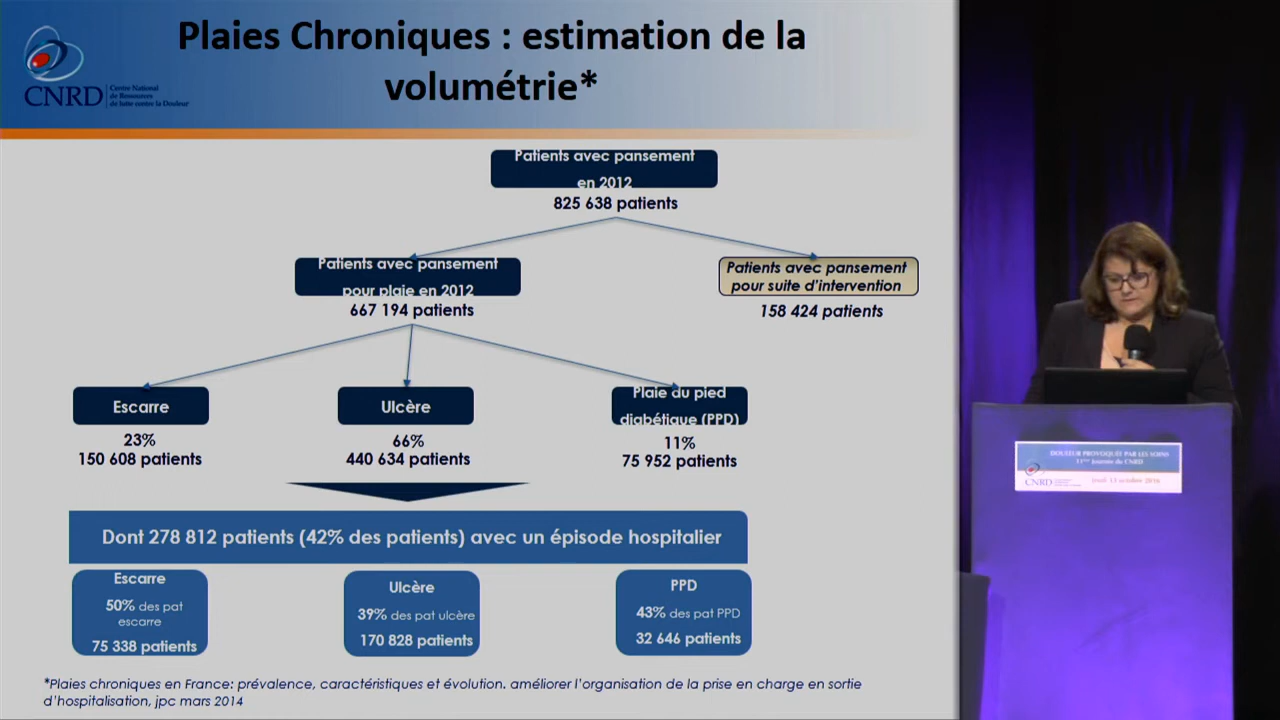 Plaies Chroniques : estimation de la
volumétrie*
CNRD
Centre National
de Ressources
de lutte contre la Douleur
Patients avec pansement
en 2012
825 638 patients
Patients avec pansement
pour plaie en 2012
667 194 patients
Patients avec pansement
pour suite d'intervention
158 424 patients
Escarre
23%
150 608 patients
Ulcère
66%
440 634 patients
Plaie du pied
diabétique (PPD)
11%
75 952 patients
Dont 278 812 patients (42% des patients) avec un épisode hospitalier
Escarre
50% des pat
escarre
75 338 patients
Ulcère
39% des pat ulcère
170 828 patients
PPD
43% des pat PPD
32 646 patients
*Plaies chroniques en France: prévalence, caractéristiques et évolution. améliorer l'organisation de la prise en charge en sortie
d'hospitalisation, jpc mars 2014
DOULEUR PROVOQUÉE PAR LES SOINS
11ème Journée du CNRD
CNRD
Jeudi 13 octobre 2016